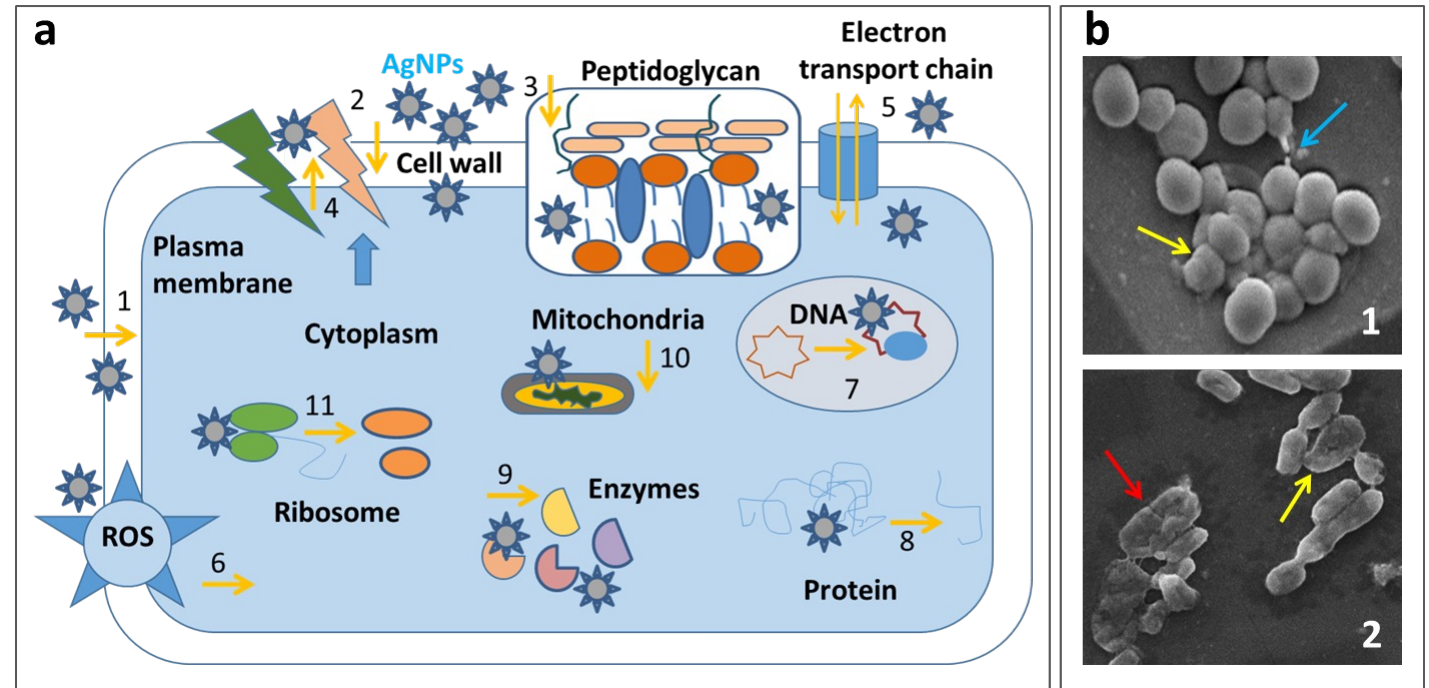 a
AgNPs
Peptidoglycan
Electron
transport chain
1
2
3
4
5
Cell wall
Plasma
membrane
Cytoplasm
Mitochondria
10
DNA
7
11
Ribosome
9
Enzymes
8
Protein
ROS
6
b
1
2